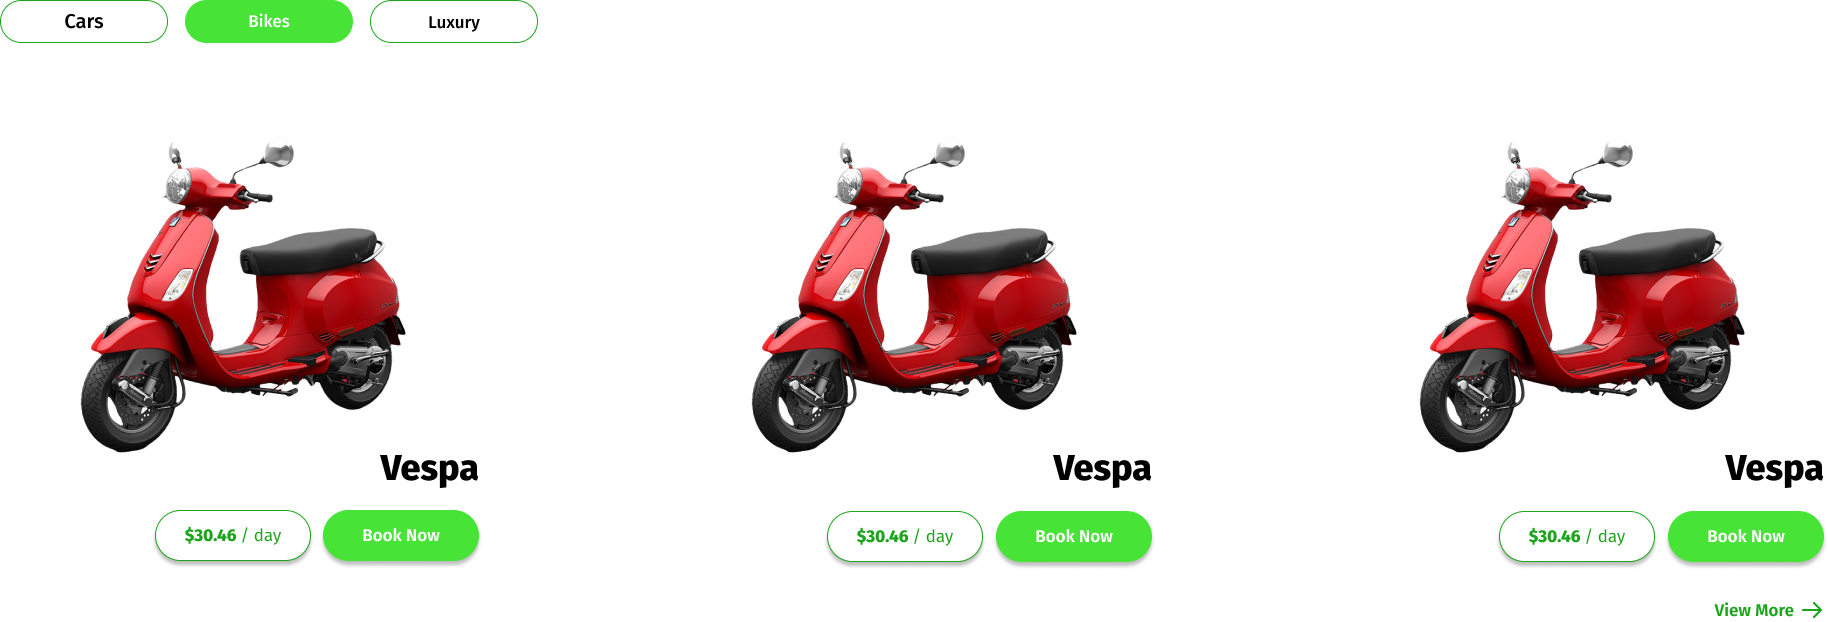 Cars
Bikes
Luxury
Vespa
Vespa
Vespa
$30.46 / day
Book Now
$30.46 / day
Book Now
$30.46 / day
Book Now
View More